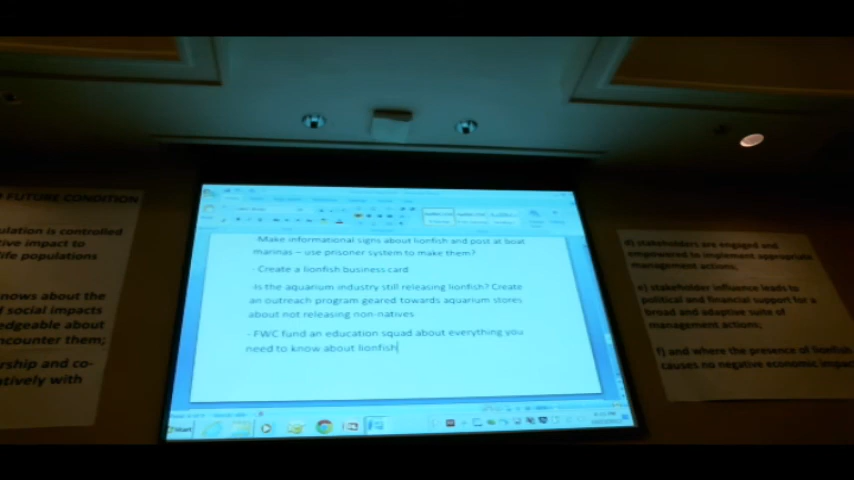 FUTURE CONDITION
ulation is controlled
tive impact to
life populations
nows about the
d social impacts
edgeable about
ncounter them;
ership and co-
atively with
-Make informational signs about lionfish and post at boat
marinas – use prisoner system to make them?
- Create a lionfish business card
-Is the aquarium industry still releasing lionfish? Create
an outreach program geared towards aquarium stores
about not releasing non-natives
- FWC fund an education squad about everything you
need to know about lionfish
Start
d) stakeholders are engaged and
empowered to implement appropriate
management actions;
e) stakeholder influence leads to
political and financial support for a
broad and adaptive suite of
management actions;
f) and where the presence of lionfish
causes no negative economic impact